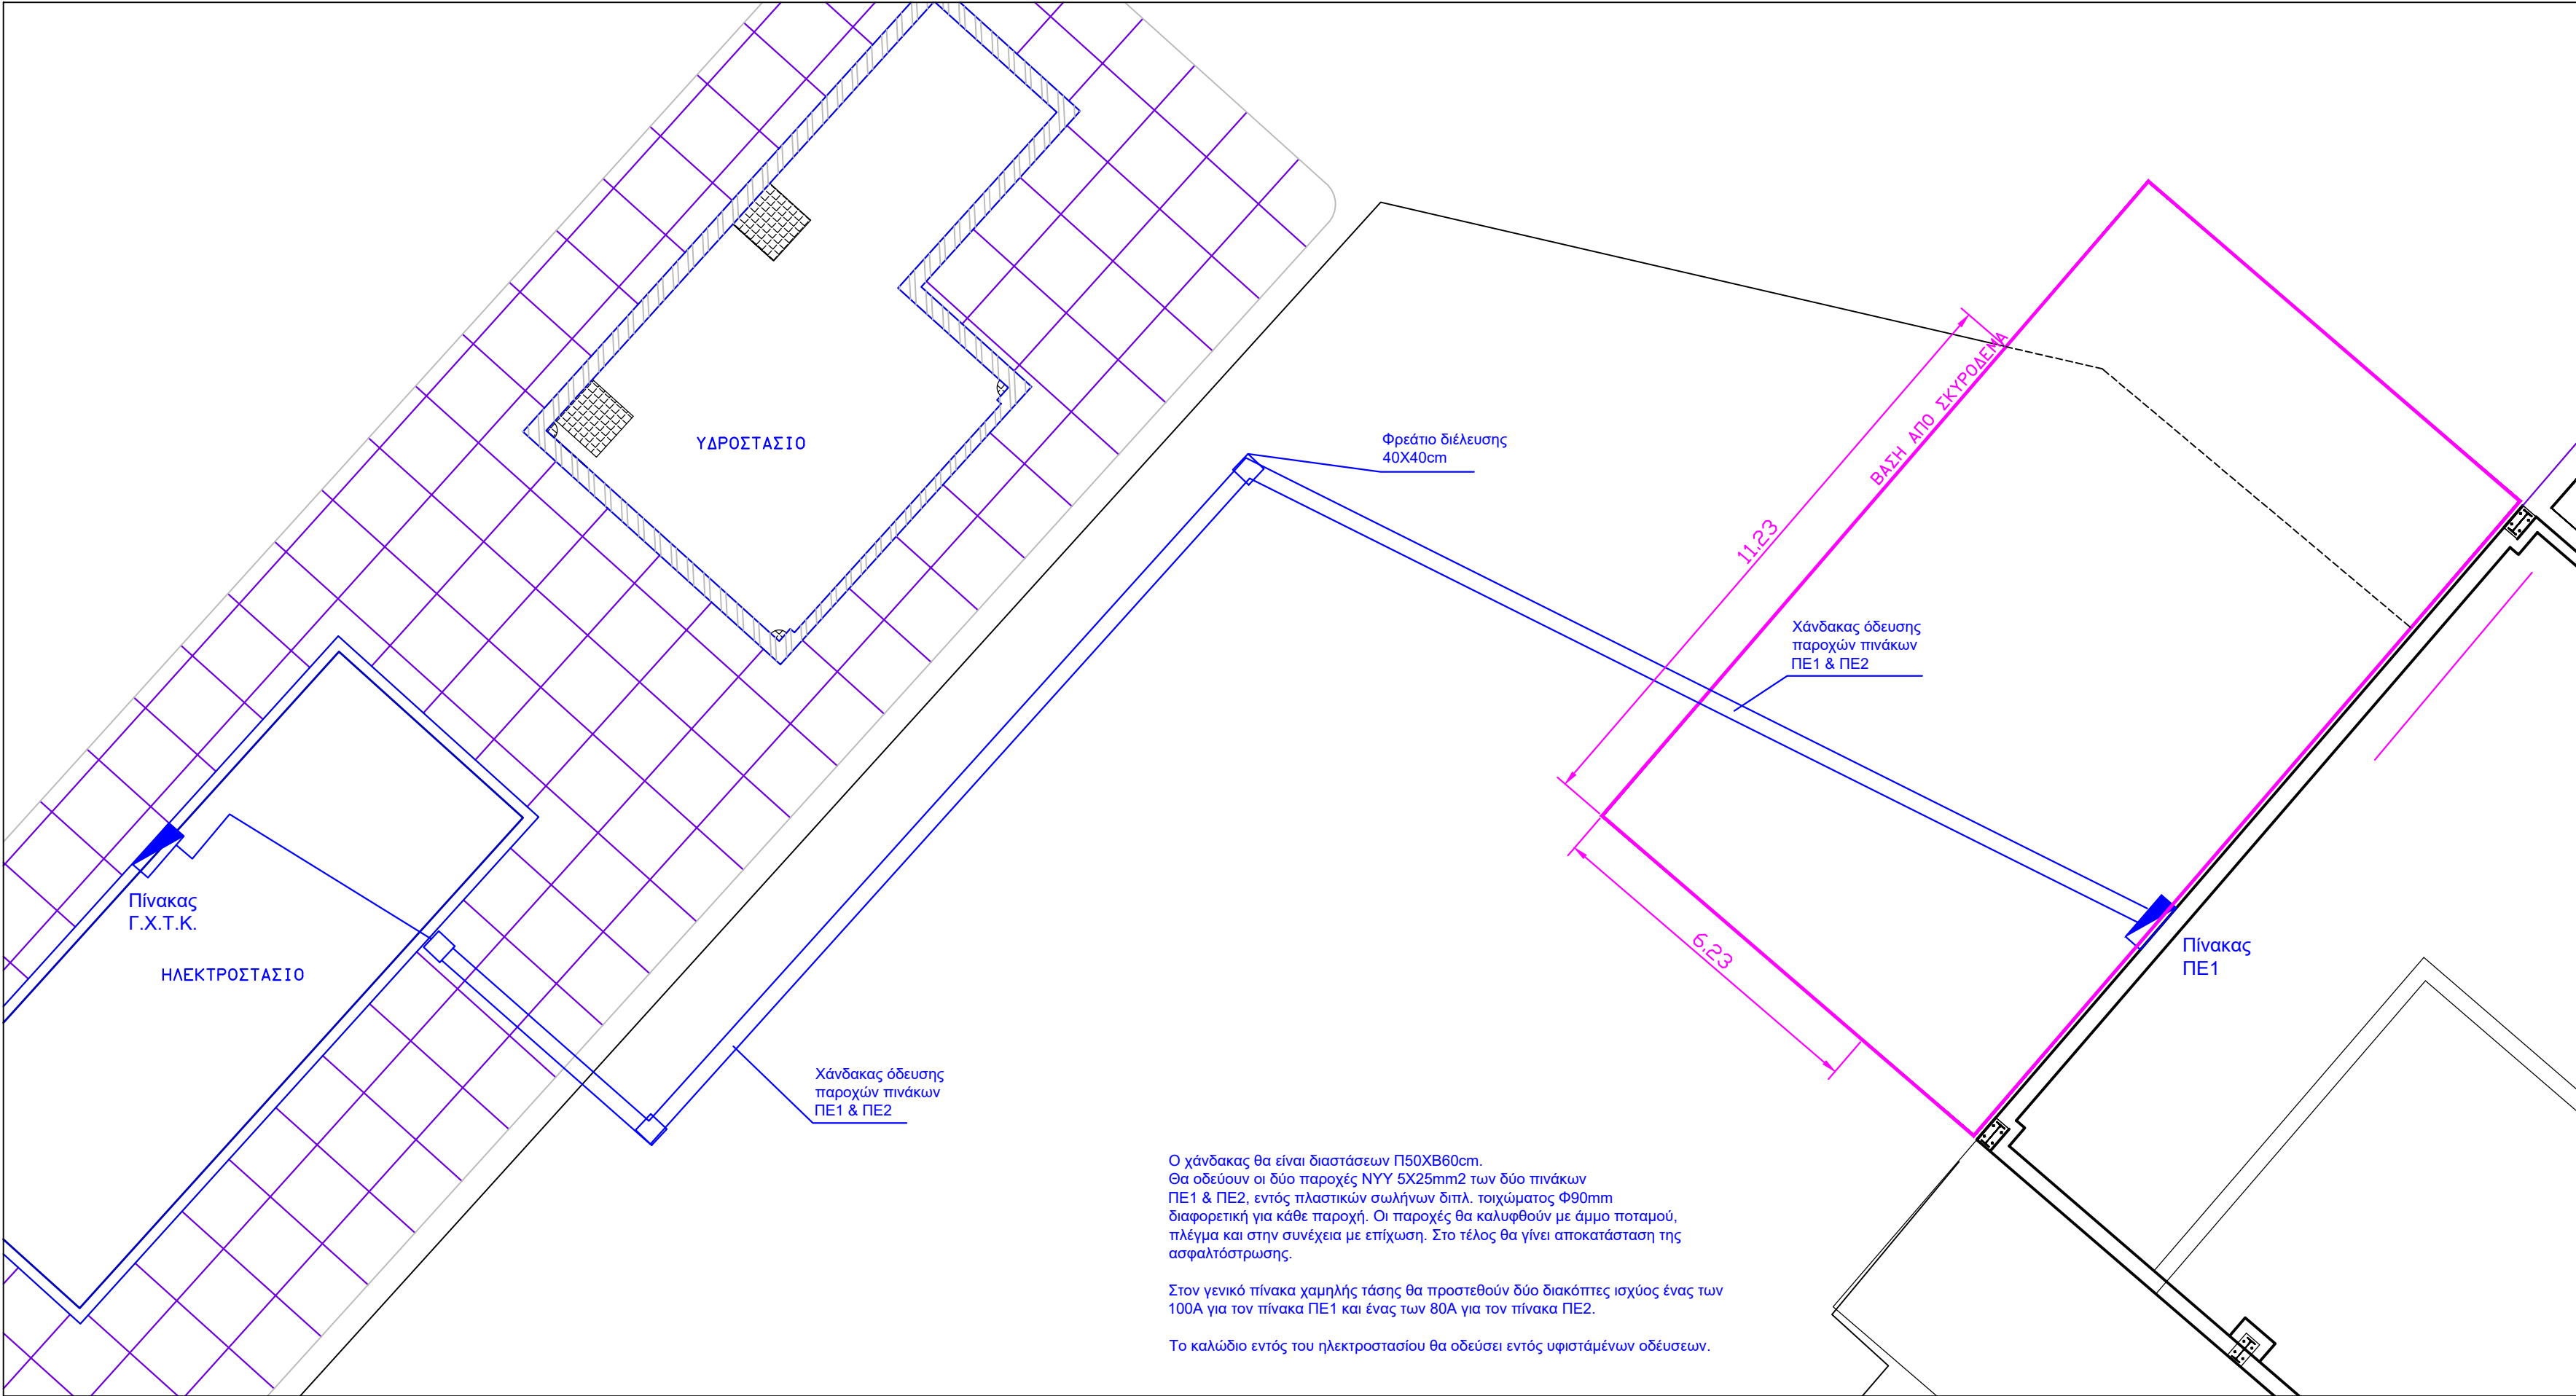 ΥΔΡΟΣΤΑΣΙΟ
Φρεάτιο διέλευσης
40Χ40cm
ΒΑΣΗ ΑΠΟ ΣΚΥΡΟΔΕΜΑ
11.23
Χάνδακας όδευσης
παροχών πινάκων
ΠΕ1 & ΠΕ2
Πίνακας
Γ.Χ.Τ.Κ.
ΗΛΕΚΤΡΟΣΤΑΣΙΟ
6.23
Πίνακας
ΠΕ1
Χάνδακας όδευσης
παροχών πινάκων
ΠΕ1 & ΠΕ2
Ο χάνδακας θα είναι διαστάσεων Π50ΧΒ60cm.
Θα οδεύουν οι δύο παροχές ΝΥΥ 5Χ25mm2 των δύο πινάκων
ΠΕ1 & ΠΕ2, εντός πλαστικών σωλήνων διπλ. τοιχώματος Φ90mm
διαφορετική για κάθε παροχή. Οι παροχές θα καλυφθούν με άμμο ποταμού,
πλέγμα και στην συνέχεια με επίχωση. Στο τέλος θα γίνει αποκατάσταση της
ασφαλτόστρωσης.
Στον γενικό πίνακα χαμηλής τάσης θα προστεθούν δύο διακόπτες ισχύος ένας των
100Α για τον πίνακα ΠΕ1 και ένας των 80Α για τον πίνακα ΠΕ2.
Το καλώδιο εντός του ηλεκτροστασίου θα οδεύσει εντός υφιστάμένων οδέυσεων.